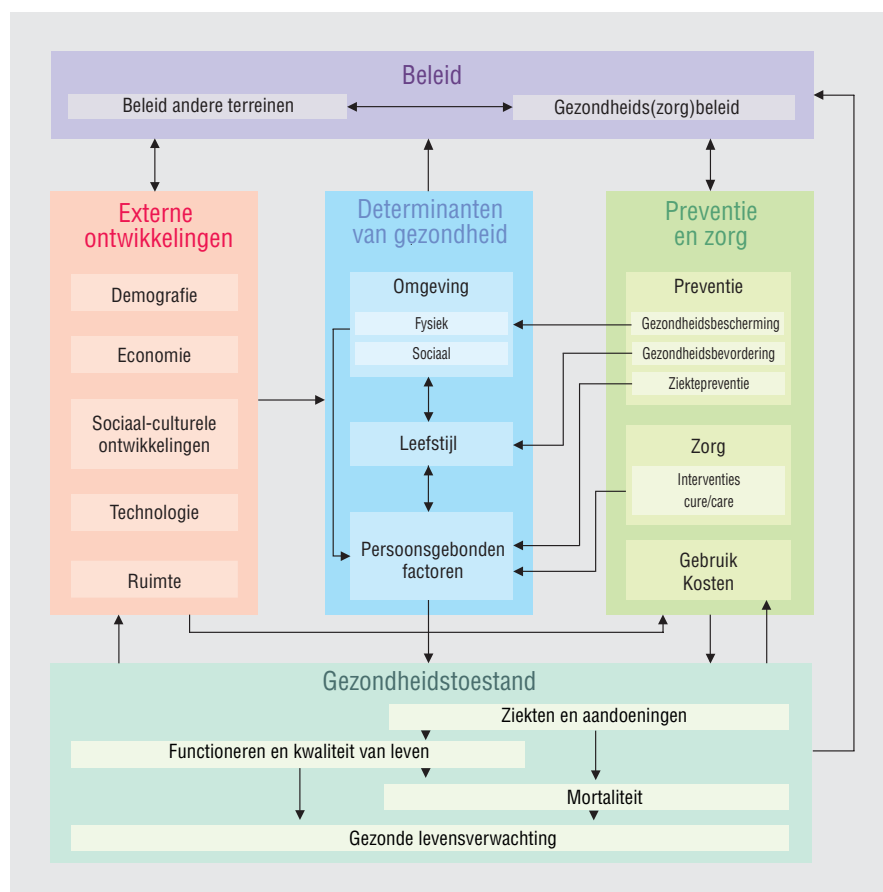 Beleid
Beleid andere terreinen
Gezondheids(zorg)beleid
Externe
ontwikkelingen
Demografie
Economie
Sociaal-culturele
ontwikkelingen
Technologie
Ruimte
Determinanten
van gezondheid
Omgeving
Fysiek
Sociaal
Leefstijl
Persoonsgebonden
factoren
Preventie
en zorg
Preventie
Gezondheidsbescherming
Gezondheidsbevordering
Ziektepreventie
Zorg
Interventies
cure/care
Gebruik
Kosten
Gezondheidstoestand
Ziekten en aandoeningen
Functioneren en kwaliteit van leven
Mortaliteit
Gezonde levensverwachting